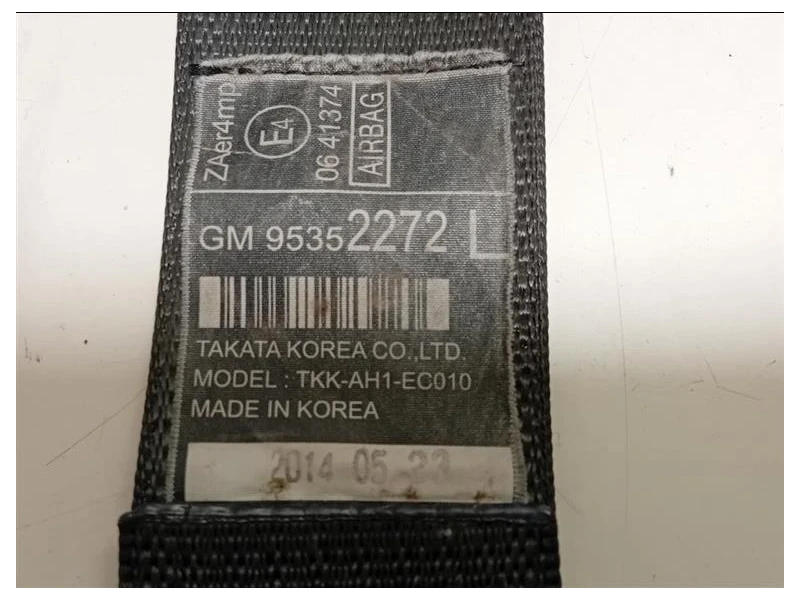 ZAer4mp
E4
06 41374
AIRBAG
GM 95352272 L
TAKATA KOREA CO.,LTD.
MODEL : TKK-AH1-EC010
MADE IN KOREA
2014 05 23